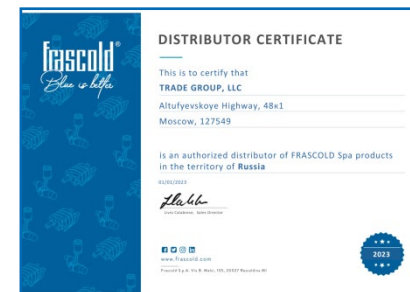 frascold®
Blue is better
DISTRIBUTOR CERTIFICATE
This is to certify that
TRADE GROUP, LLC
Altufyevskoye Highway, 48к1
Moscow, 127549
is an authorized distributor of FRASCOLD Spa products
in the territory of Russia
01/01/2023
Sales Director
www.frascold.com
2023